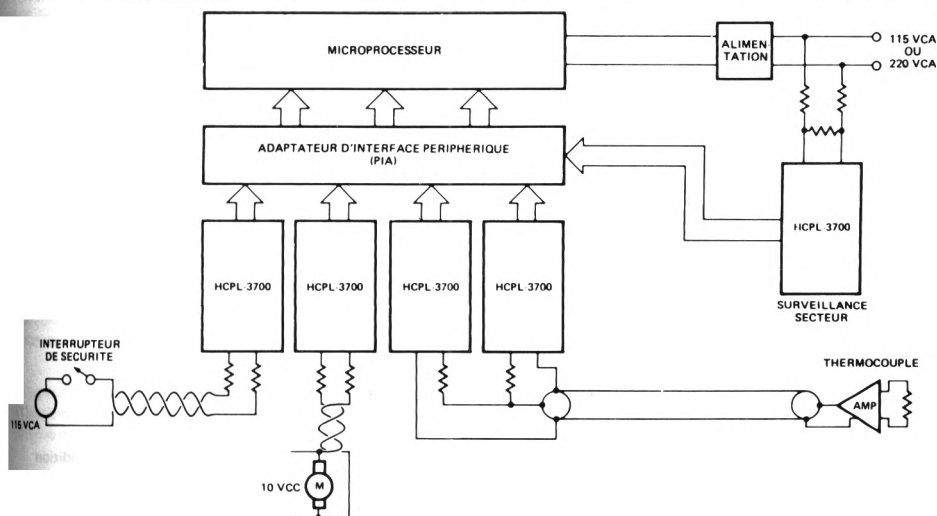 MICROPROCESSEUR
ALIMEN-
TATION
115 VCA
OU
220 VCA
ADAPTATEUR D'INTERFACE PERIPHERIQUE
(PIA)
HCPL-3700
HCPL-3700
HCPL-3700
HCPL-3700
HCPL-3700
SURVEILLANCE
SECTEUR
INTERRUPTEUR
DE SECURITE
115 VCA
THERMOCOUPLE
AMP
10 VCC
M